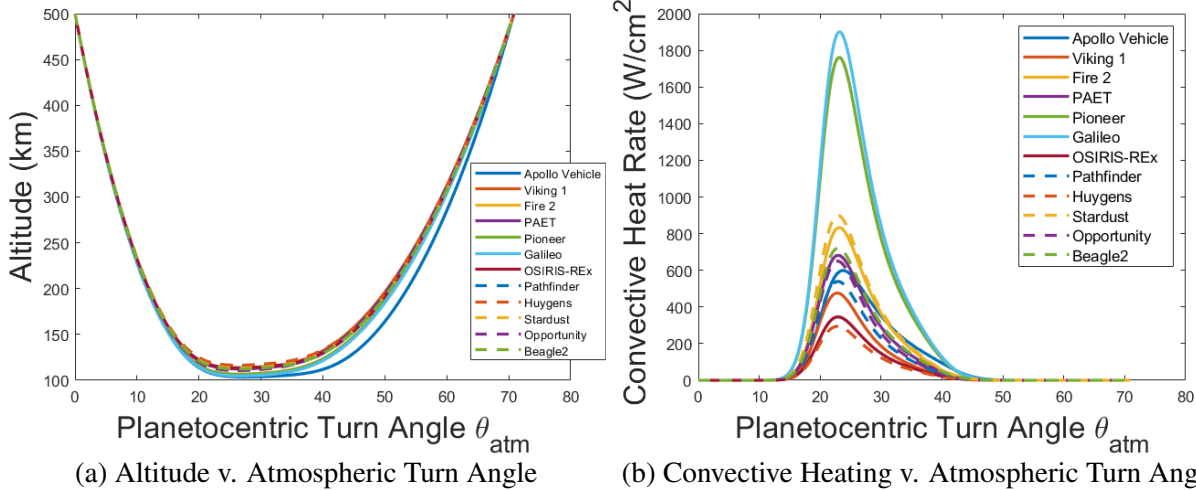 500
450
400
350
300
250
200
150
100
0
10
20
30
40
50
60
70
80
Altitude (km)
Planetocentric Turn Angle θatm
Apollo Vehicle
Viking 1
Fire 2
PAET
Pioneer
Galileo
OSIRIS-REx
Pathfinder
Huygens
Stardust
Opportunity
Beagle2
(a) Altitude v. Atmospheric Turn Angle
2000
1800
1600
1400
1200
1000
800
600
400
200
0
0
10
20
30
40
50
60
70
80
Convective Heat Rate (W/cm²)
Planetocentric Turn Angle θatm
Apollo Vehicle
Viking 1
Fire 2
PAET
Pioneer
Galileo
OSIRIS-REx
Pathfinder
Huygens
Stardust
Opportunity
Beagle2
(b) Convective Heating v. Atmospheric Turn Ang